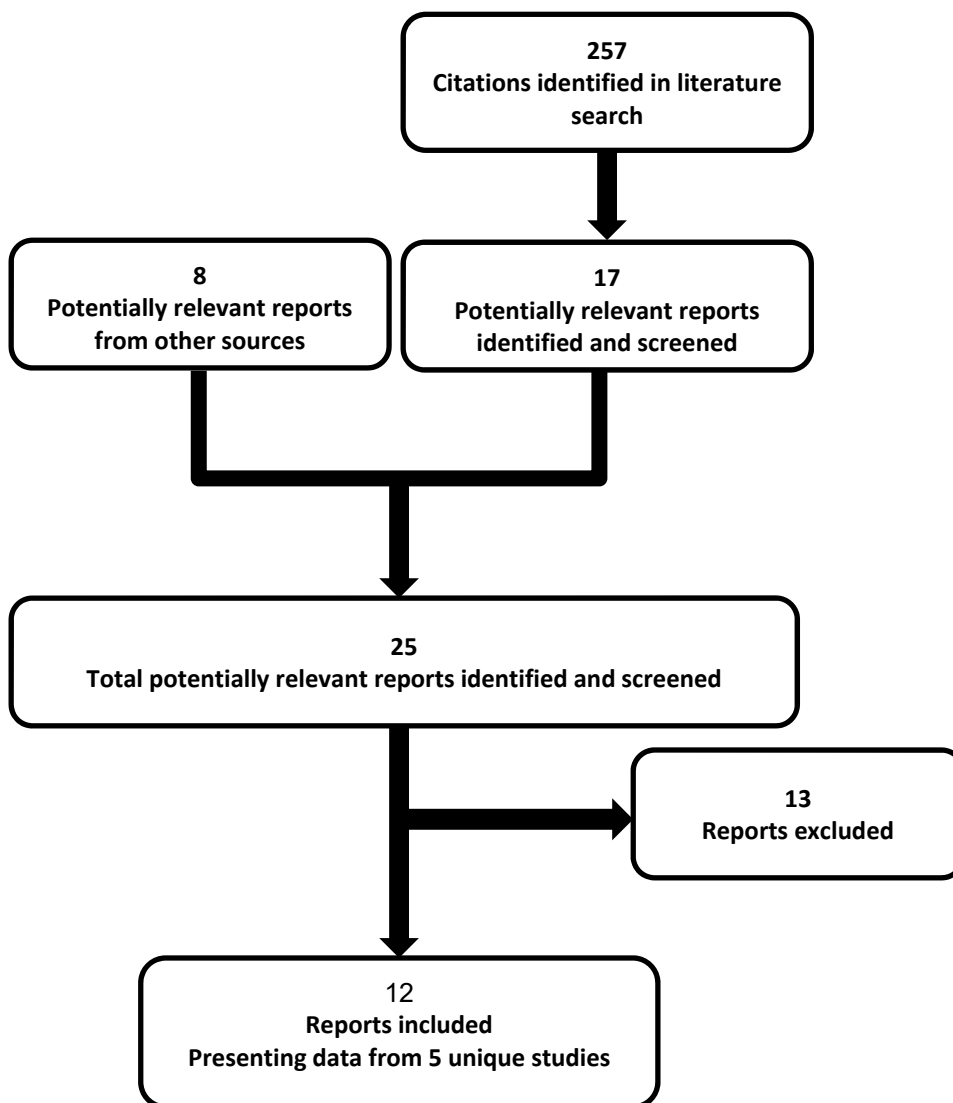 257
Citations identified in literature
search
8
Potentially relevant reports
from other sources
17
Potentially relevant reports
identified and screened
25
Total potentially relevant reports identified and screened
13
Reports excluded
12
Reports included
Presenting data from 5 unique studies